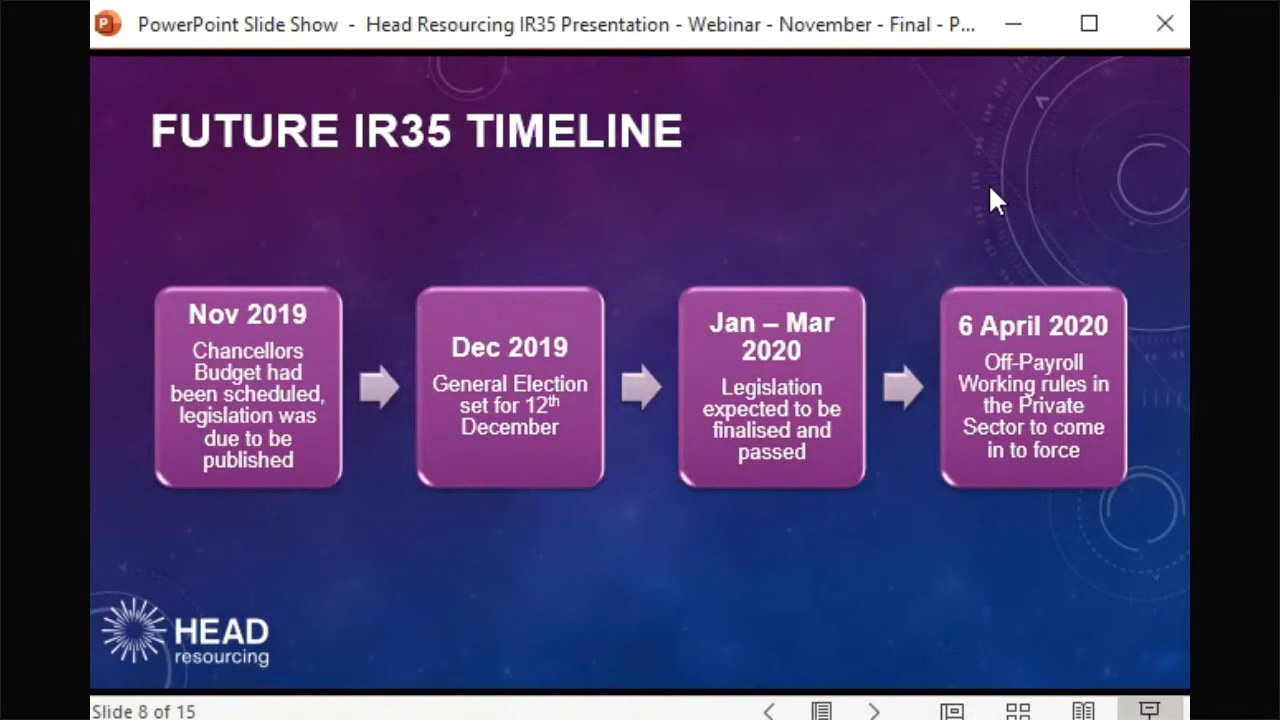 PowerPoint Slide Show - Head Resourcing IR35 Presentation - Webinar - November - Final - P...
FUTURE IR35 TIMELINE
Nov 2019
Chancellors
Budget had
been scheduled,
legislation was
due to be
published
Dec 2019
General Election
set for 12th
December
Jan – Mar
2020
Legislation
expected to be
finalised and
passed
6 April 2020
Off-Payroll
Working rules in
the Private
Sector to come
in to force
HEAD
resourcing
Slide 8 of 15